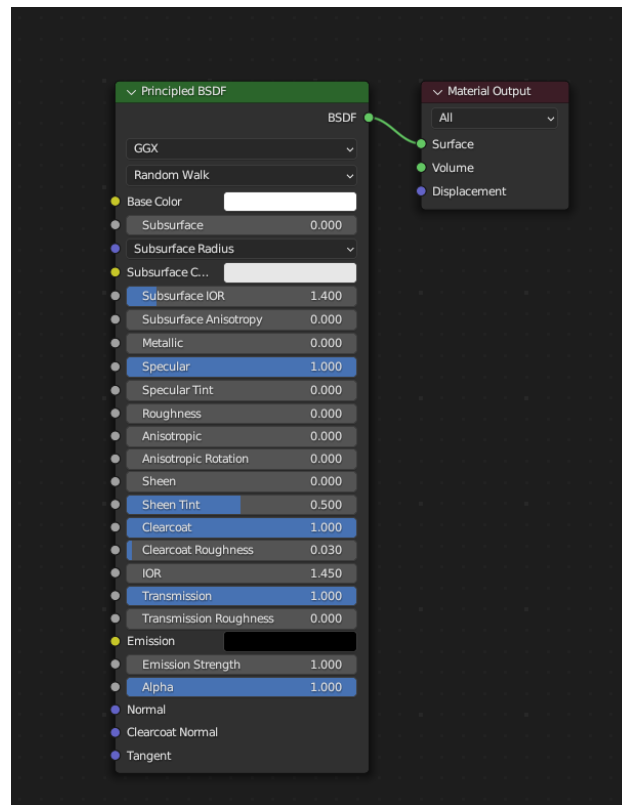 Principled BSDF
BSDF
GGX
Random Walk
Base Color
Subsurface 0.000
Subsurface Radius
Subsurface C...
Subsurface IOR 1.400
Subsurface Anisotropy 0.000
Metallic 0.000
Specular 1.000
Specular Tint 0.000
Roughness 0.000
Anisotropic 0.000
Anisotropic Rotation 0.000
Sheen 0.000
Sheen Tint 0.500
Clearcoat 1.000
Clearcoat Roughness 0.030
IOR 1.450
Transmission 1.000
Transmission Roughness 0.000
Emission
Emission Strength 1.000
Alpha 1.000
Normal
Clearcoat Normal
Tangent
Material Output
All
Surface
Volume
Displacement